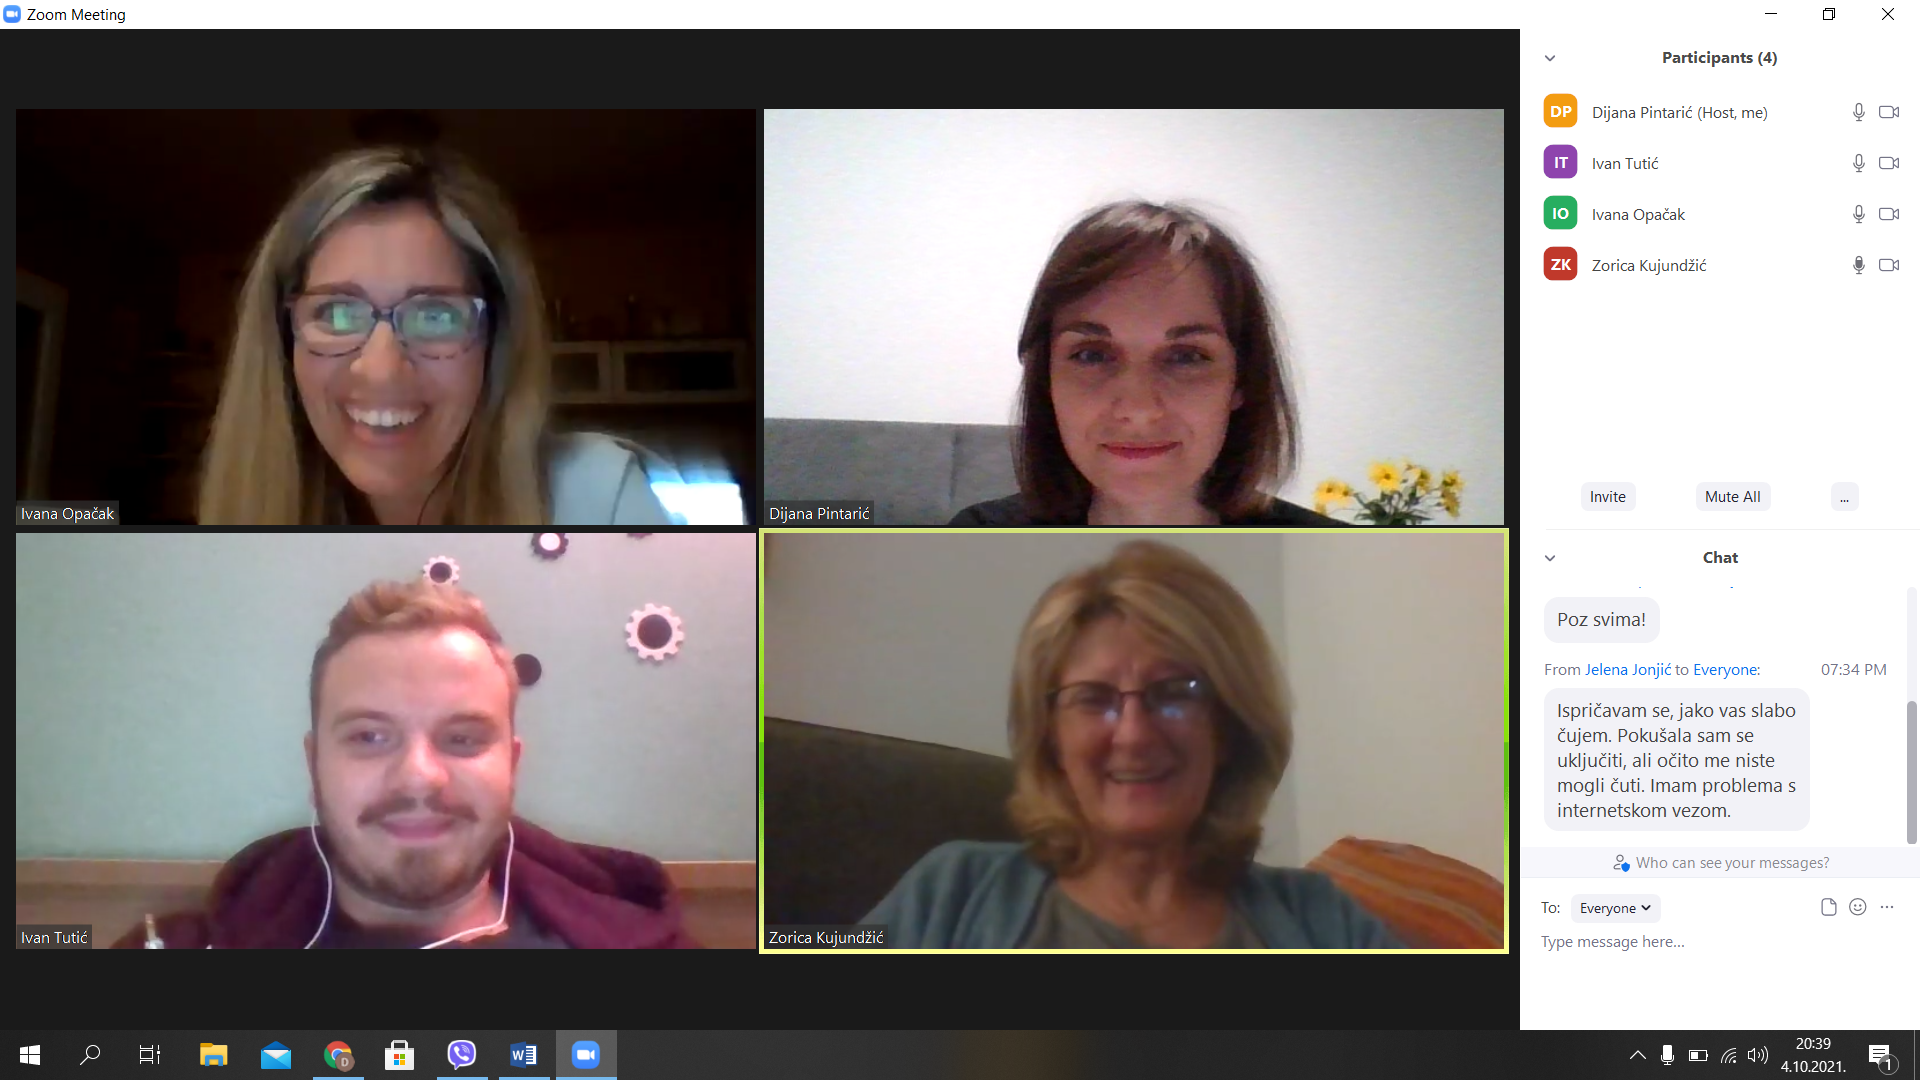 Zoom Meeting
Ivana Opačak
Dijana Pintarić
Ivan Tutić
Zorica Kujundžić
Participants (4)
DP Dijana Pintarić (Host, me)
IT Ivan Tutić
IO Ivana Opačak
ZK Zorica Kujundžić
Invite Mute All ...
Chat
Poz svima!
From Jelena Jonjić to Everyone: 07:34 PM
Ispričavam se, jako vas slabo
čujem. Pokušala sam se
uključiti, ali očito me niste
mogli čuti. Imam problema s
internetskom vezom.
Who can see your messages?
To: Everyone
Type message here...
D
W
20:39
4.10.2021.
1